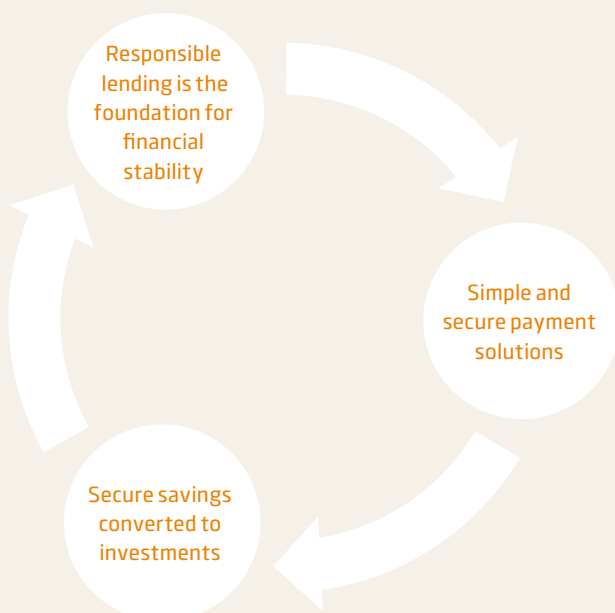 Responsible
lending is the
foundation for
financial
stability
Simple and
secure payment
solutions
Secure savings
converted to
investments